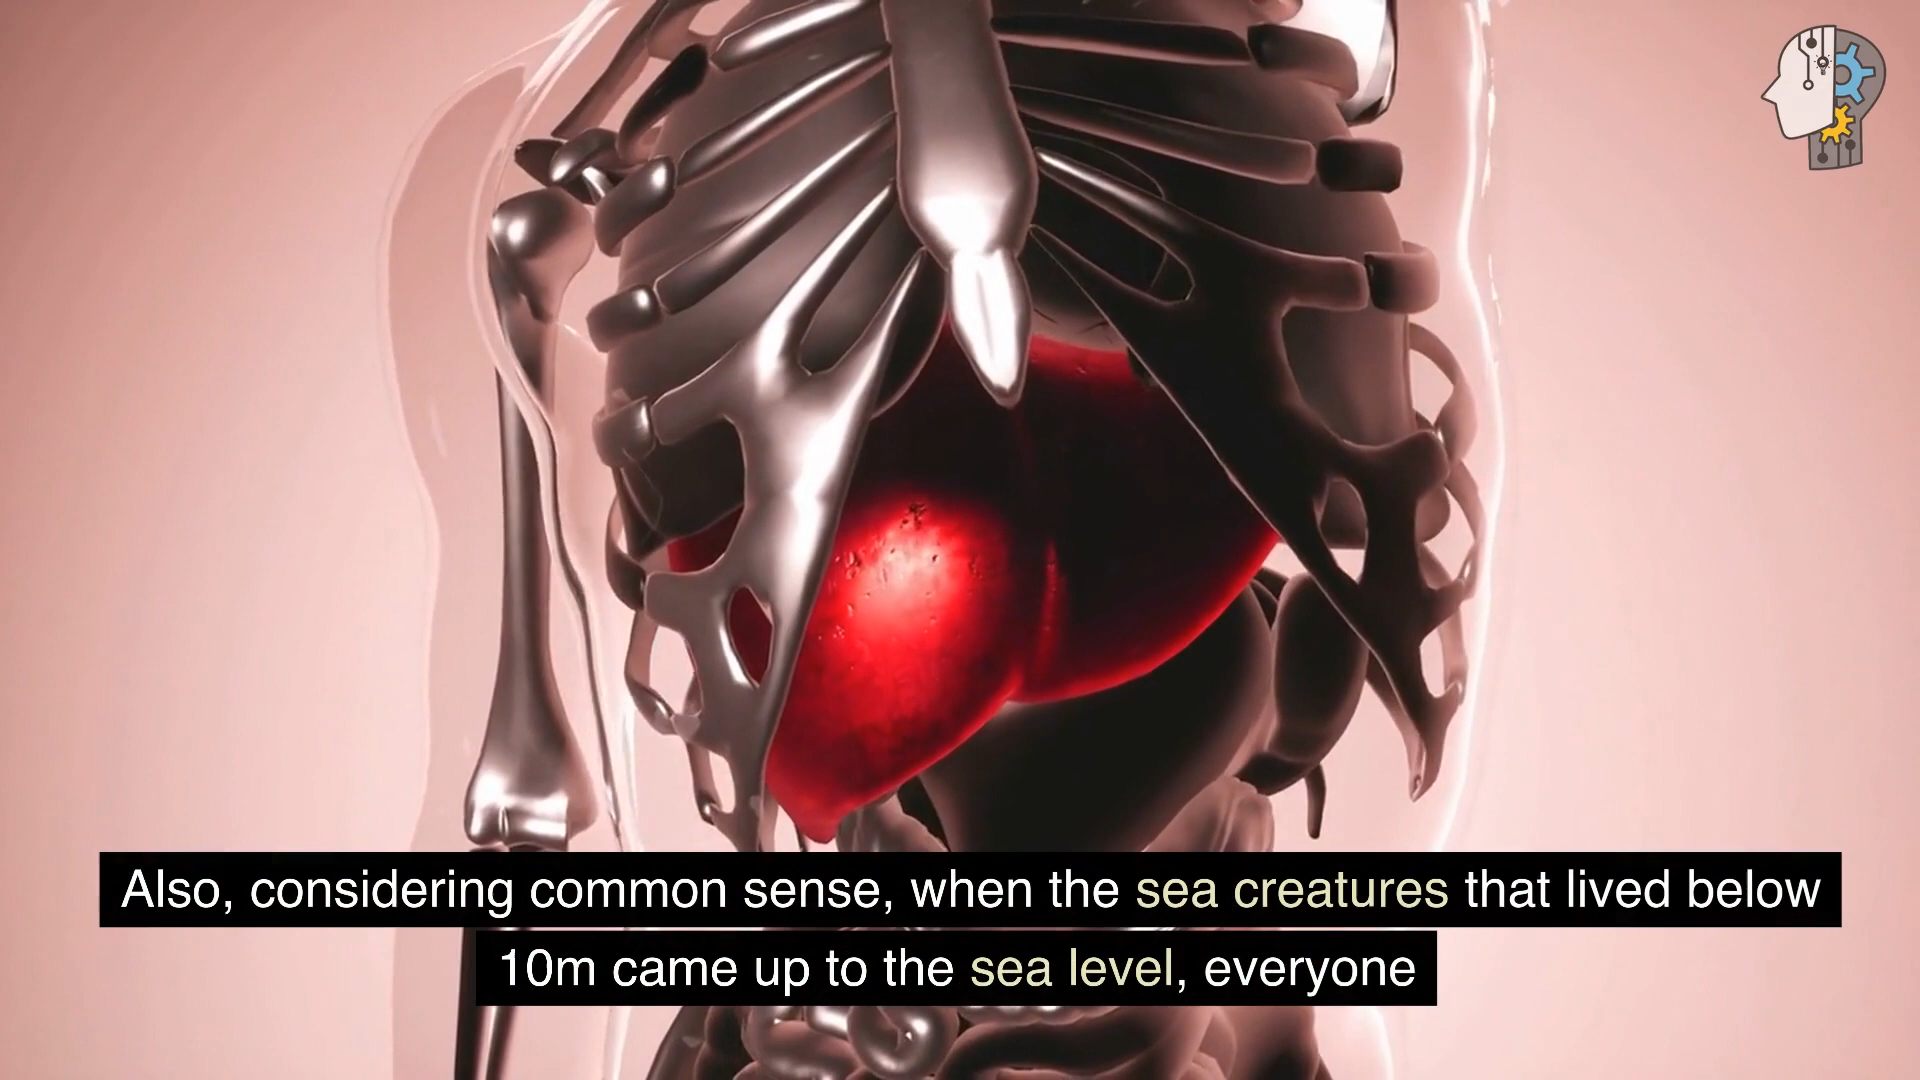 Also, considering common sense, when the sea creatures that lived below
10m came up to the sea level, everyone